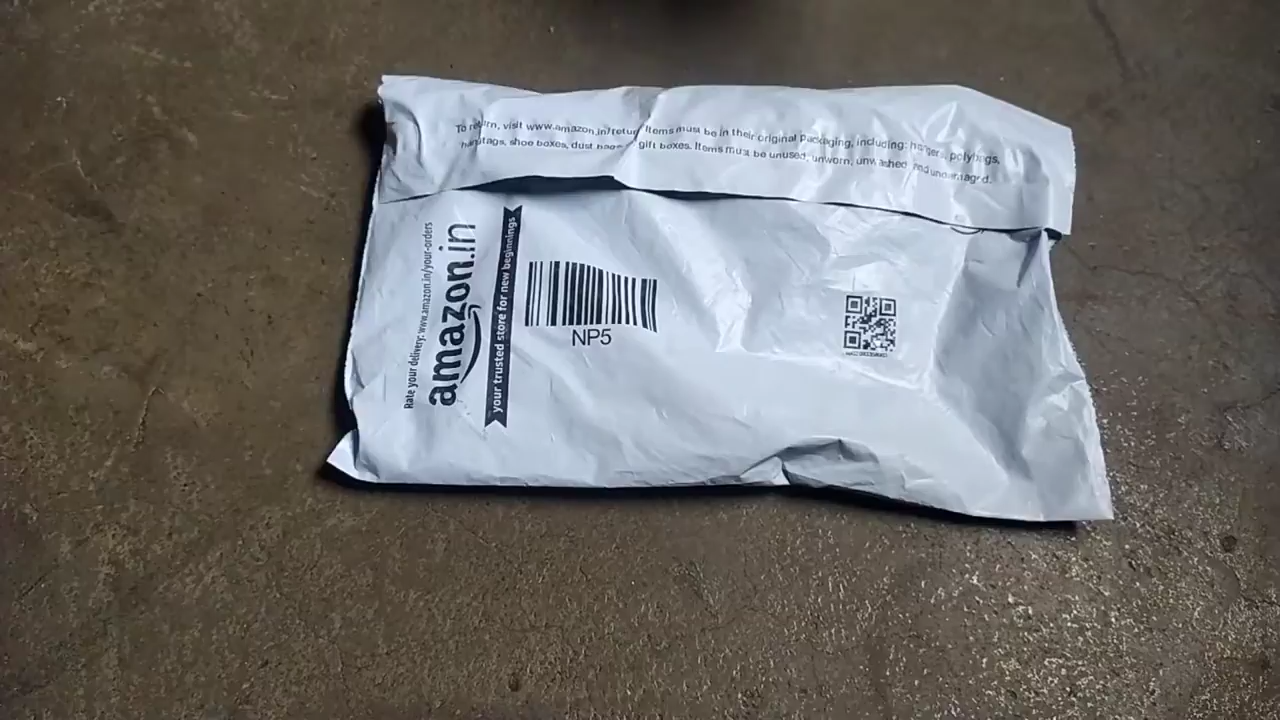 To return, visit www.amazon.in/retur Items must be in their original packaging, including: hangers, polybags,
hangtags, shoe boxes, dust bags gift boxes. Items must be unused, unworn, unwashed and undamaged.
Rate your delivery: www.amazon.in/your-orders
amazon.in
your trusted store for new beginnings
NP5